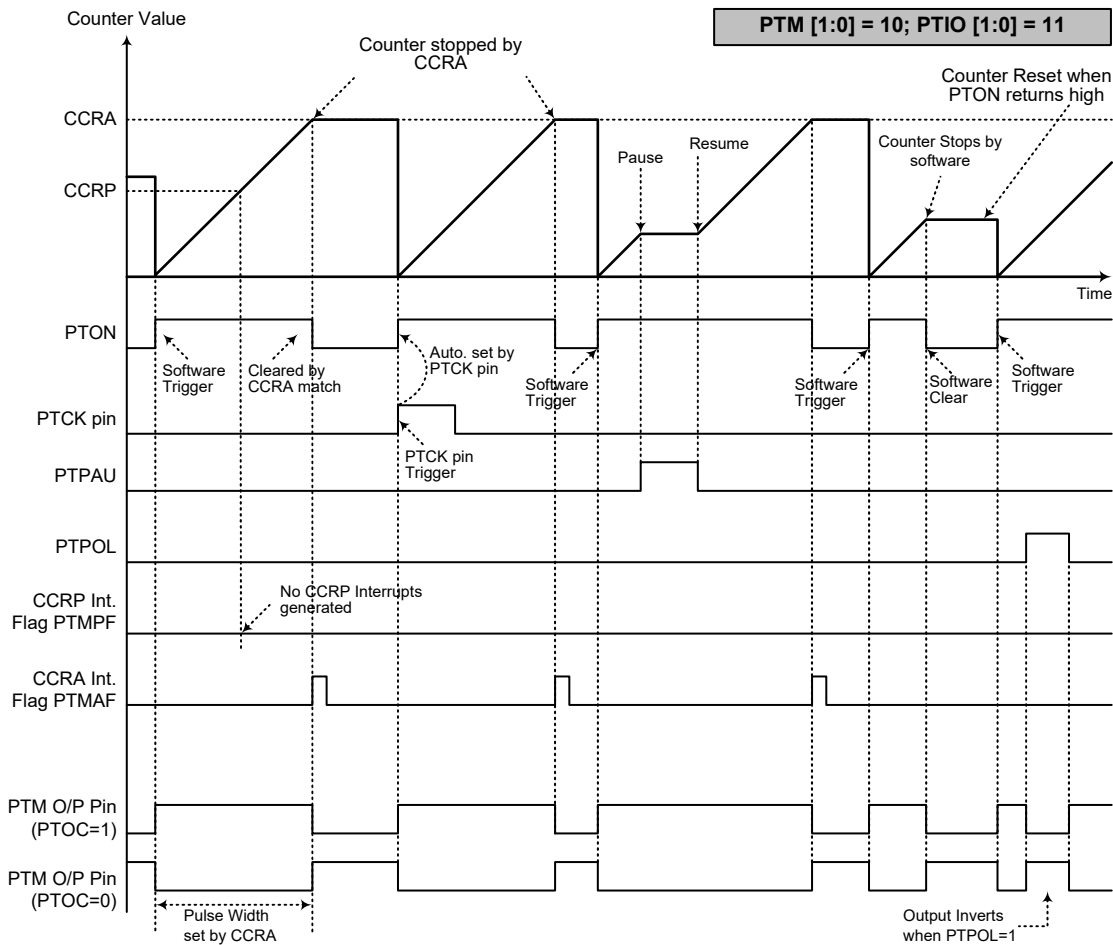 Counter Value
PTM [1:0] = 10; PTIO [1:0] = 11
Counter stopped by
CCRA
Counter Reset when
PTON returns high
CCRA
Pause
Resume
Counter Stops by
software
CCRP
Time
PTON
Software
Trigger
Cleared by
CCRA match
Auto. set by
PTCK pin
Software
Trigger
Software
Trigger
Software
Clear
Software
Trigger
PTCK pin
PTCK pin
Trigger
PTPAU
PTPOL
No CCRP Interrupts
generated
CCRP Int.
Flag PTMPF
CCRA Int.
Flag PTMAF
PTM O/P Pin
(PTOC=1)
PTM O/P Pin
(PTOC=0)
Pulse Width
set by CCRA
Output Inverts
when PTPOL=1